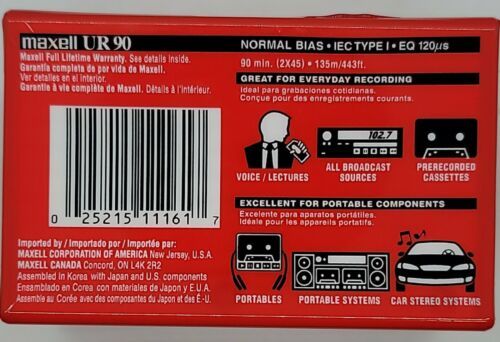 maxell UR 90
Maxell Full Lifetime Warranty. See details inside.
Garantía completa de por vida de Maxell.
Ver detalles en el interior.
Garantie à vie complète de Maxell. Détails à l'intérieur.
0 25215 11161 7
Imported by / Importado por / Importée par:
MAXELL CORPORATION OF AMERICA New Jersey, U.S.A.
MAXELL CANADA Concord, ON L4K 2R2
Assembled in Korea with Japan and U.S. components
Ensamblado en Corea con materiales de Japon y E.U.A.
Assemble au Corée avec des composantes du Japon et des É-U.
NORMAL BIAS • IEC TYPE I • EQ 120µs
90 min. (2X45) • 135m/443ft.
GREAT FOR EVERYDAY RECORDING
Ideal para grabaciones cotidianas.
Conçue pour des enregistrements courants.
102.7
VOICE / LECTURES
ALL BROADCAST
SOURCES
PRERECORDED
CASSETTES
EXCELLENT FOR PORTABLE COMPONENTS
Excelente para aparatos portátiles.
Idéale pour les appareils portatifs.
PORTABLES
PORTABLE SYSTEMS
CAR STEREO SYSTEMS